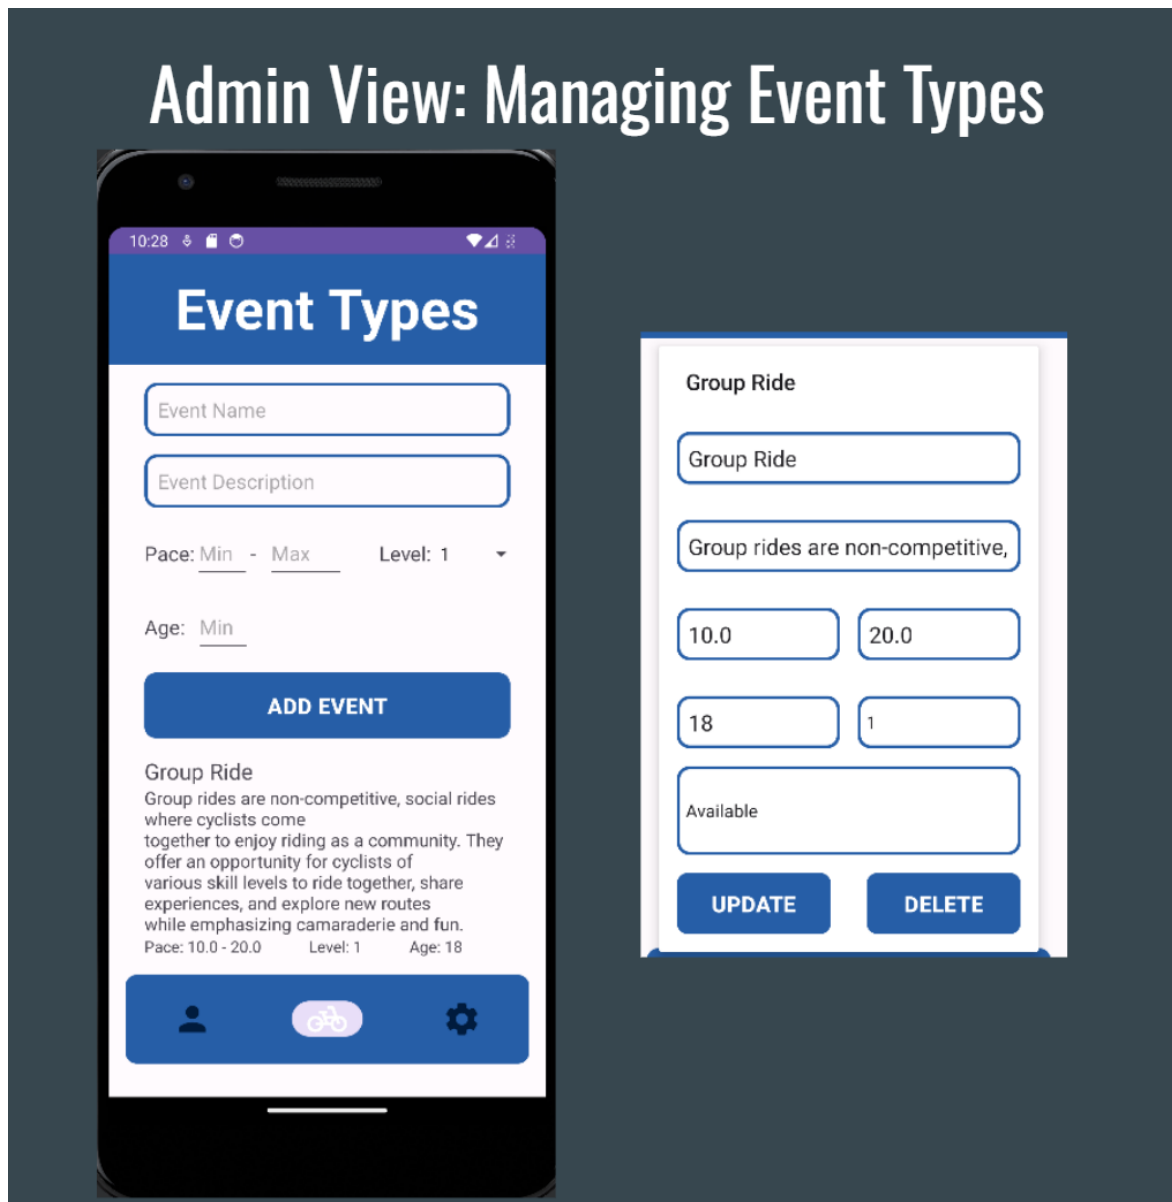 Admin View: Managing Event Types
10:28
Event Types
Event Name
Event Description
Pace: Min - Max Level: 1
Age: Min
ADD EVENT
Group Ride
Group rides are non-competitive, social rides
where cyclists come
together to enjoy riding as a community. They
offer an opportunity for cyclists of
various skill levels to ride together, share
experiences, and explore new routes
while emphasizing camaraderie and fun.
Pace: 10.0 - 20.0 Level: 1 Age: 18
Group Ride
Group Ride
Group rides are non-competitive,
10.0 20.0
18 1
Available
UPDATE DELETE